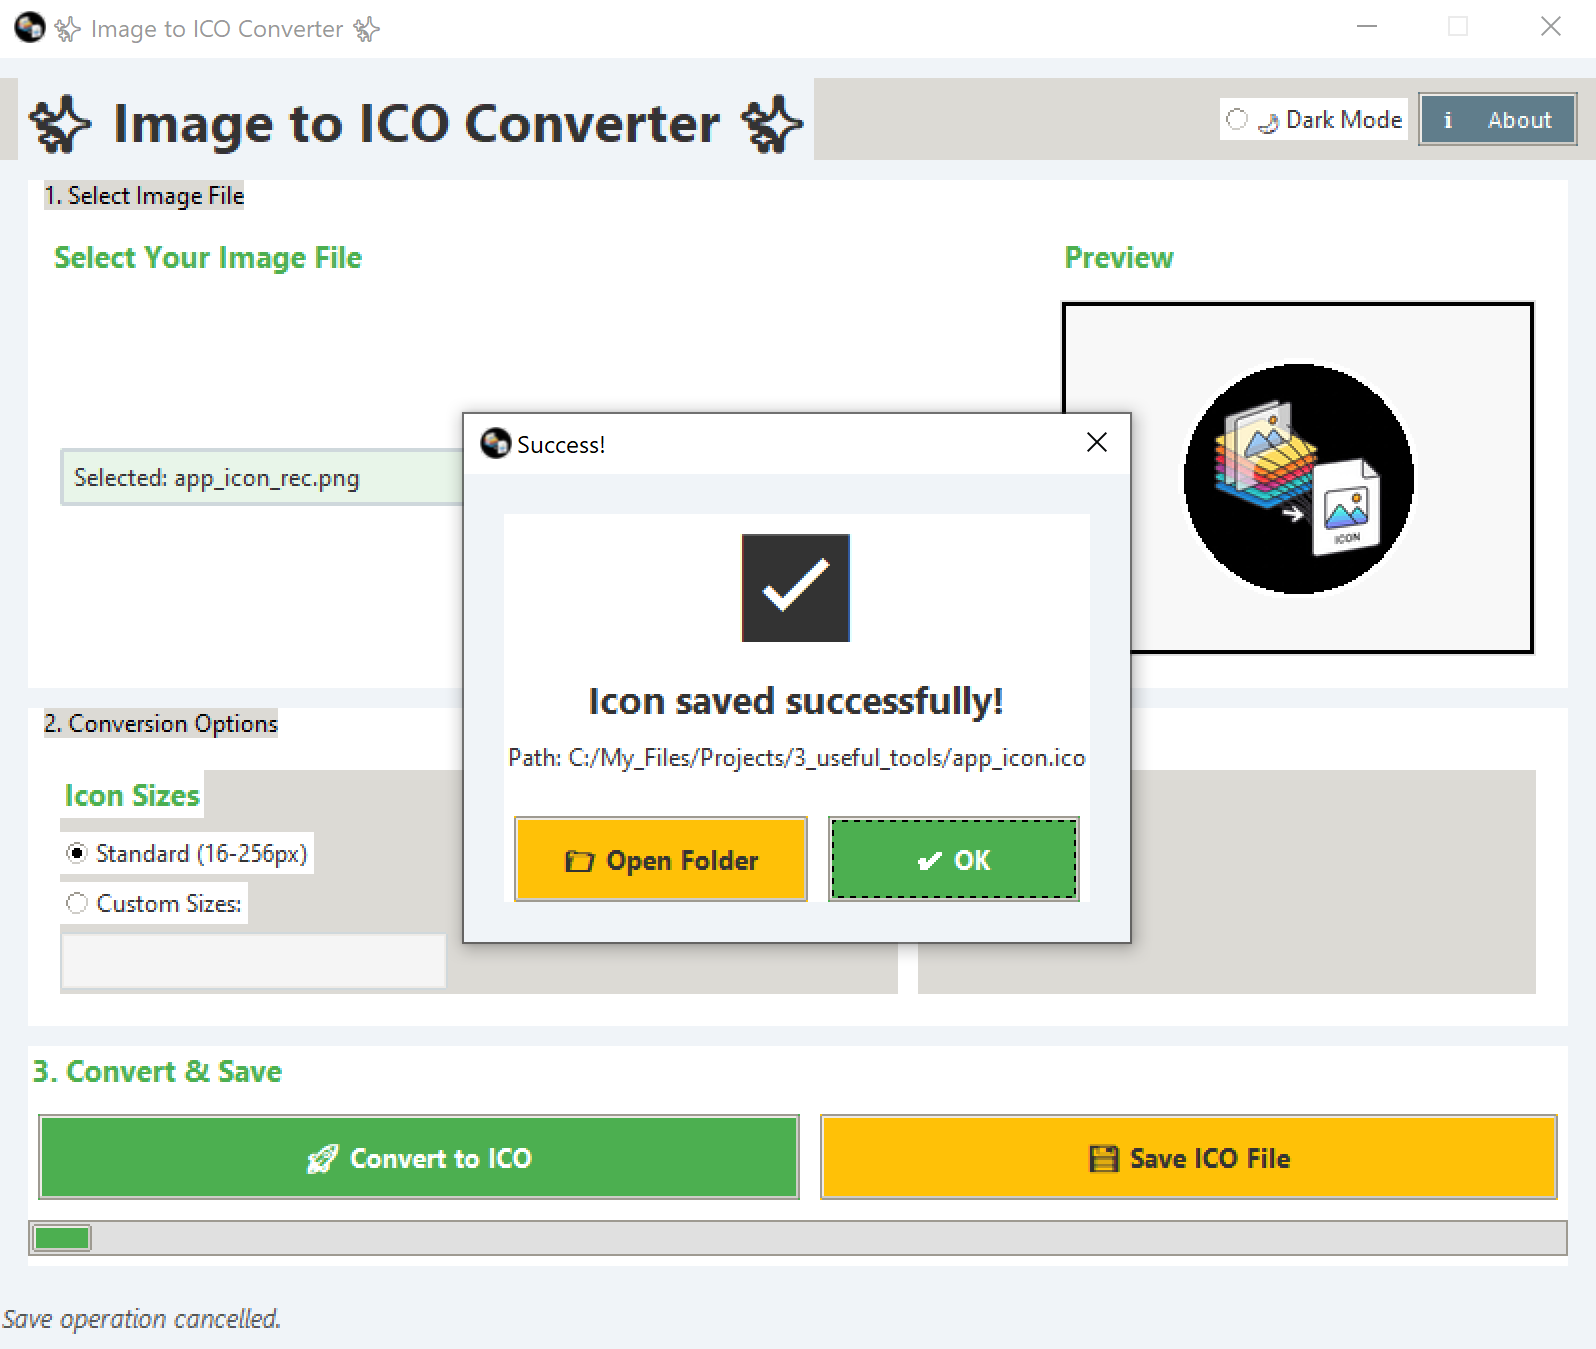 Image to ICO Converter
Image to ICO Converter
Dark Mode
i About
1. Select Image File
Select Your Image File
Preview
Selected: app_icon_rec.png
ICON
Success!
Icon saved successfully!
Path: C:/My_Files/Projects/3_useful_tools/app_icon.ico
Open Folder
OK
2. Conversion Options
Icon Sizes
Standard (16-256px)
Custom Sizes:
3. Convert & Save
Convert to ICO
Save ICO File
Save operation cancelled.